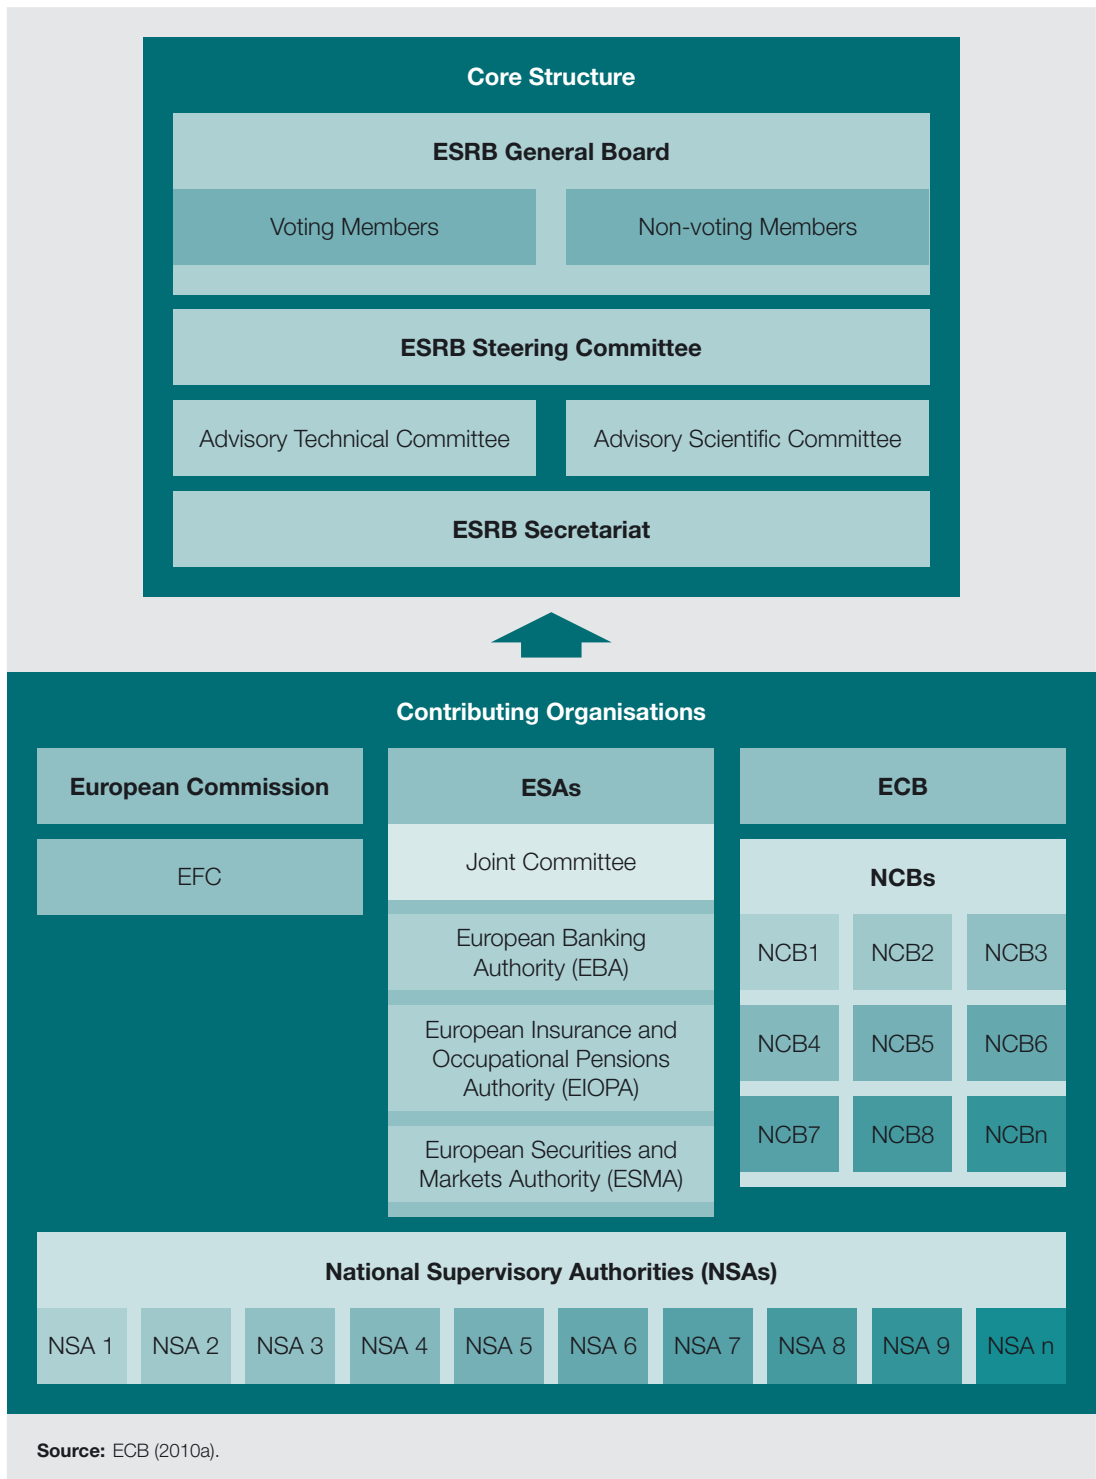 Core Structure
ESRB General Board
Voting Members
Non-voting Members
ESRB Steering Committee
Advisory Technical Committee
Advisory Scientific Committee
ESRB Secretariat
Contributing Organisations
European Commission
EFC
ESAs
Joint Committee
European Banking
Authority (EBA)
European Insurance and
Occupational Pensions
Authority (EIOPA)
European Securities and
Markets Authority (ESMA)
ECB
NCBs
NCB1
NCB2
NCB3
NCB4
NCB5
NCB6
NCB7
NCB8
NCBn
National Supervisory Authorities (NSAs)
NSA 1
NSA 2
NSA 3
NSA 4
NSA 5
NSA 6
NSA 7
NSA 8
NSA 9
NSA n
Source: ECB (2010a).